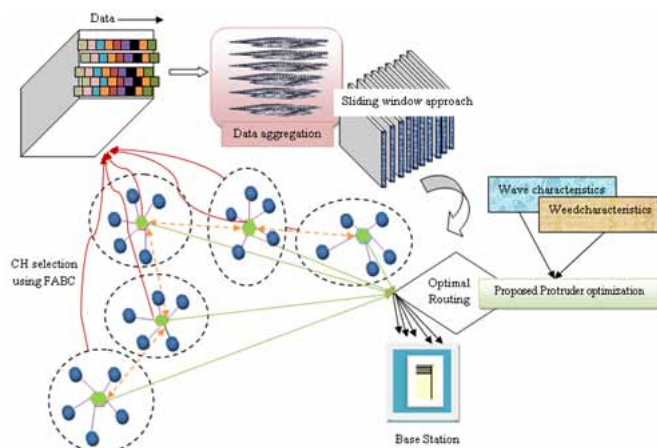 Data
Sliding window approach
Data aggregation
Wave characteristics
Weedcharacteristics
CH selection
using FABC
Optimal
Routing
Proposed Protruder optimization
Base Station